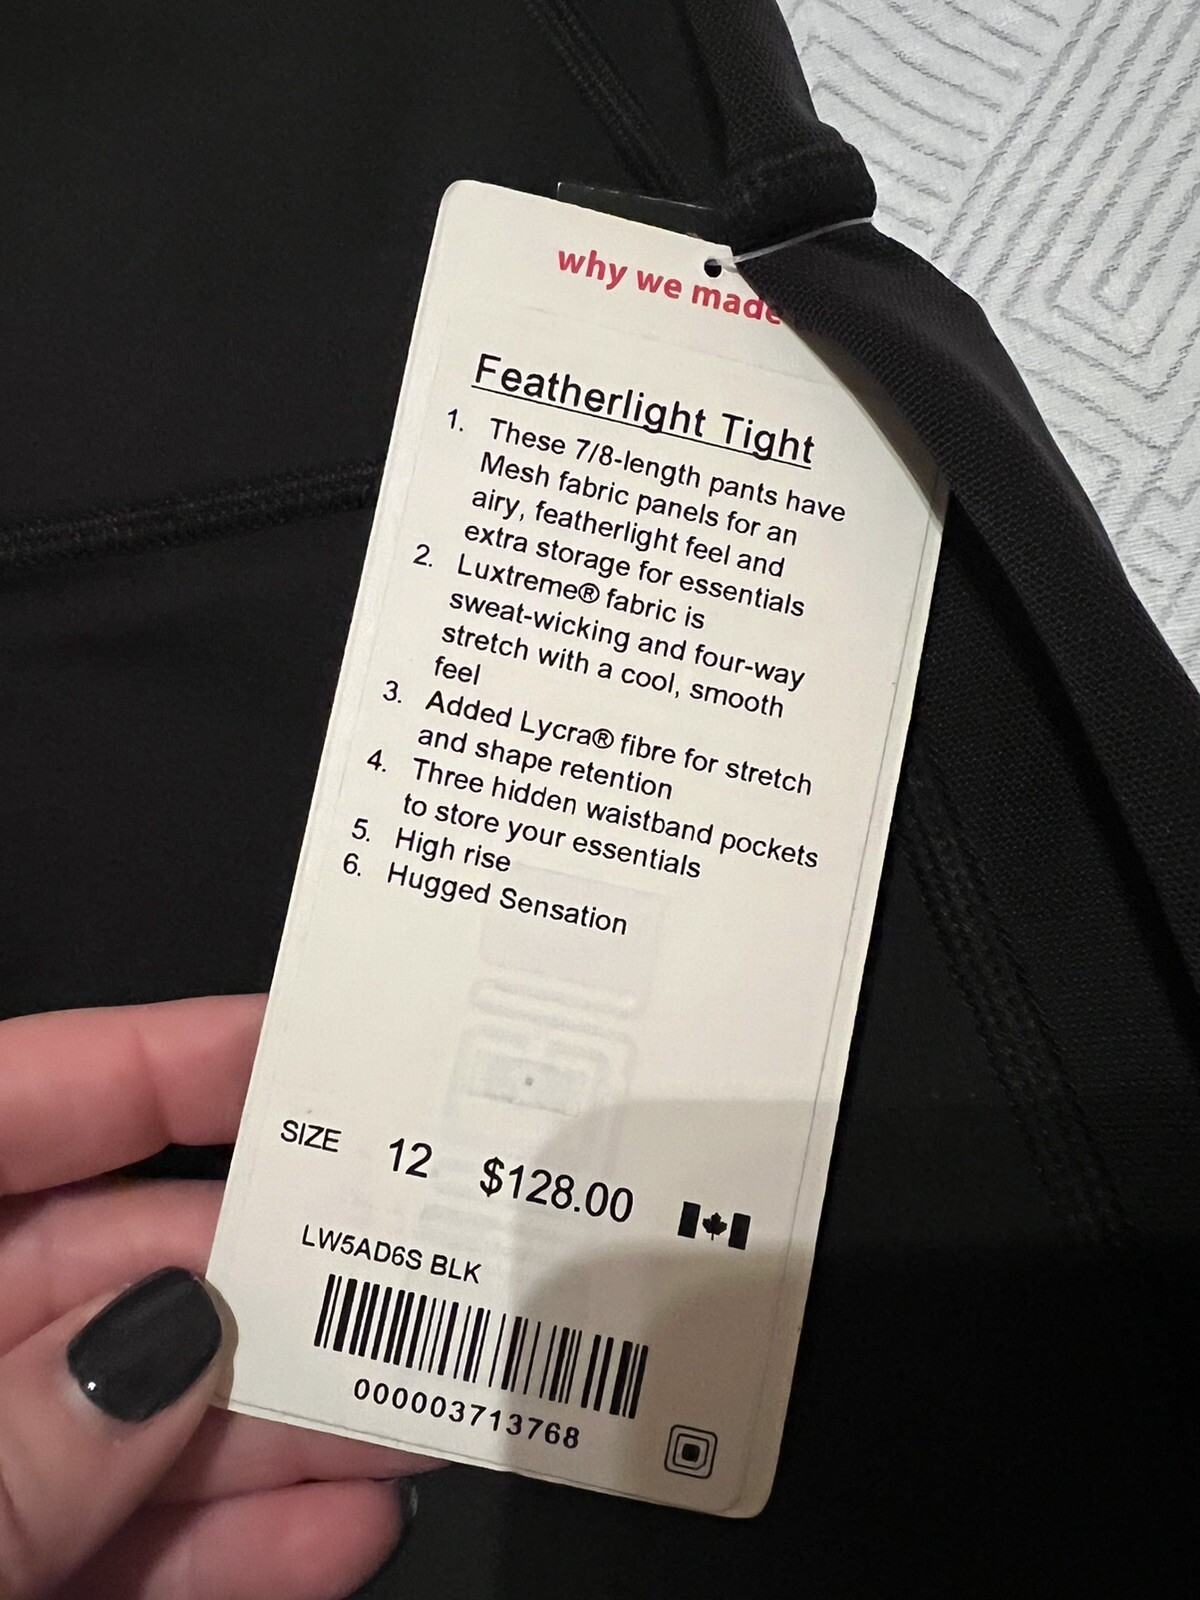 why we made
Featherlight Tight
1. These 7/8-length pants have
Mesh fabric panels for an
airy, featherlight feel and
extra storage for essentials
2. Luxtreme® fabric is
sweat-wicking and four-way
stretch with a cool, smooth
feel
3. Added Lycra® fibre for stretch
and shape retention
4. Three hidden waistband pockets
to store your essentials
5. High rise
6. Hugged Sensation
SIZE 12 $128.00
LW5AD6S BLK
000003713768